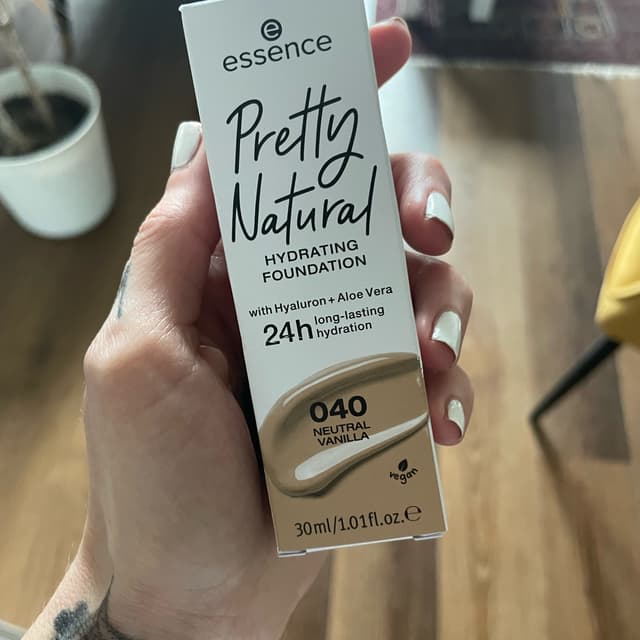 e
essence
Pretty
Natural
HYDRATING
FOUNDATION
with Hyaluron + Aloe Vera
24h long-lasting
hydration
040
NEUTRAL
VANILLA
vegan
30ml/1.01fl.oz.℮